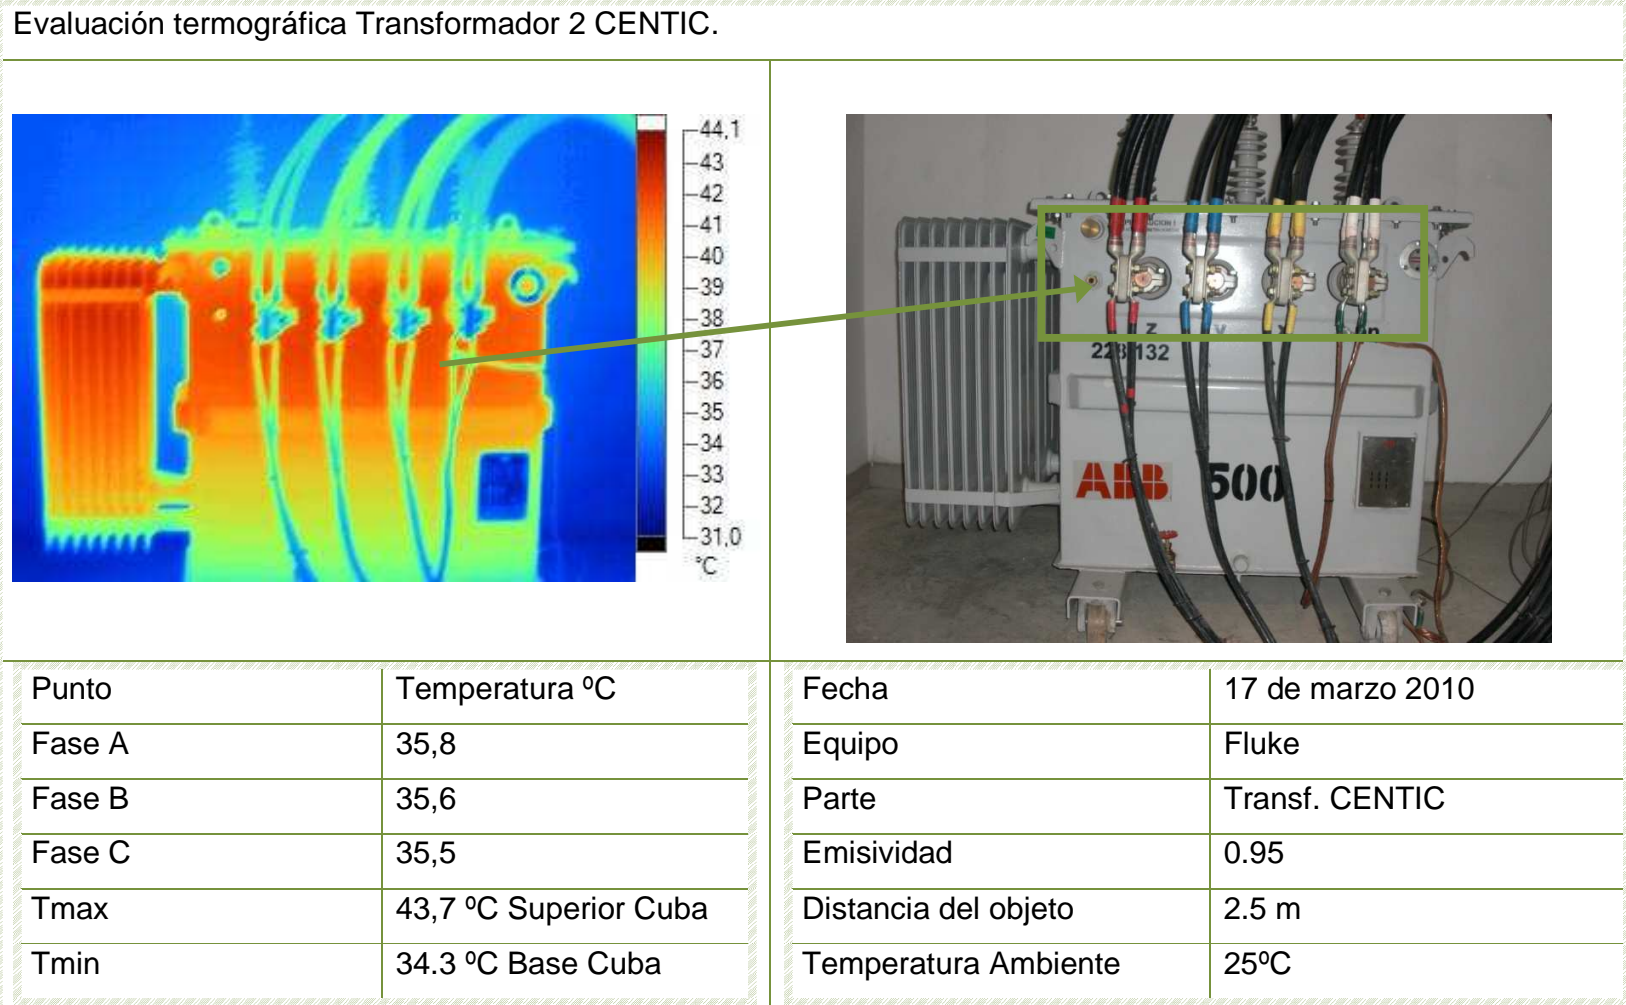 Evaluación termográfica Transformador 2 CENTIC.
44,1
43
42
41
40
39
38
37
36
35
34
33
32
31,0
°C
Z
Y
X
228 132
ABB
500
Punto Temperatura ºC
Fase A 35,8
Fase B 35,6
Fase C 35,5
Tmax 43,7 ºC Superior Cuba
Tmin 34.3 ºC Base Cuba
Fecha 17 de marzo 2010
Equipo Fluke
Parte Transf. CENTIC
Emisividad 0.95
Distancia del objeto 2.5 m
Temperatura Ambiente 25ºC